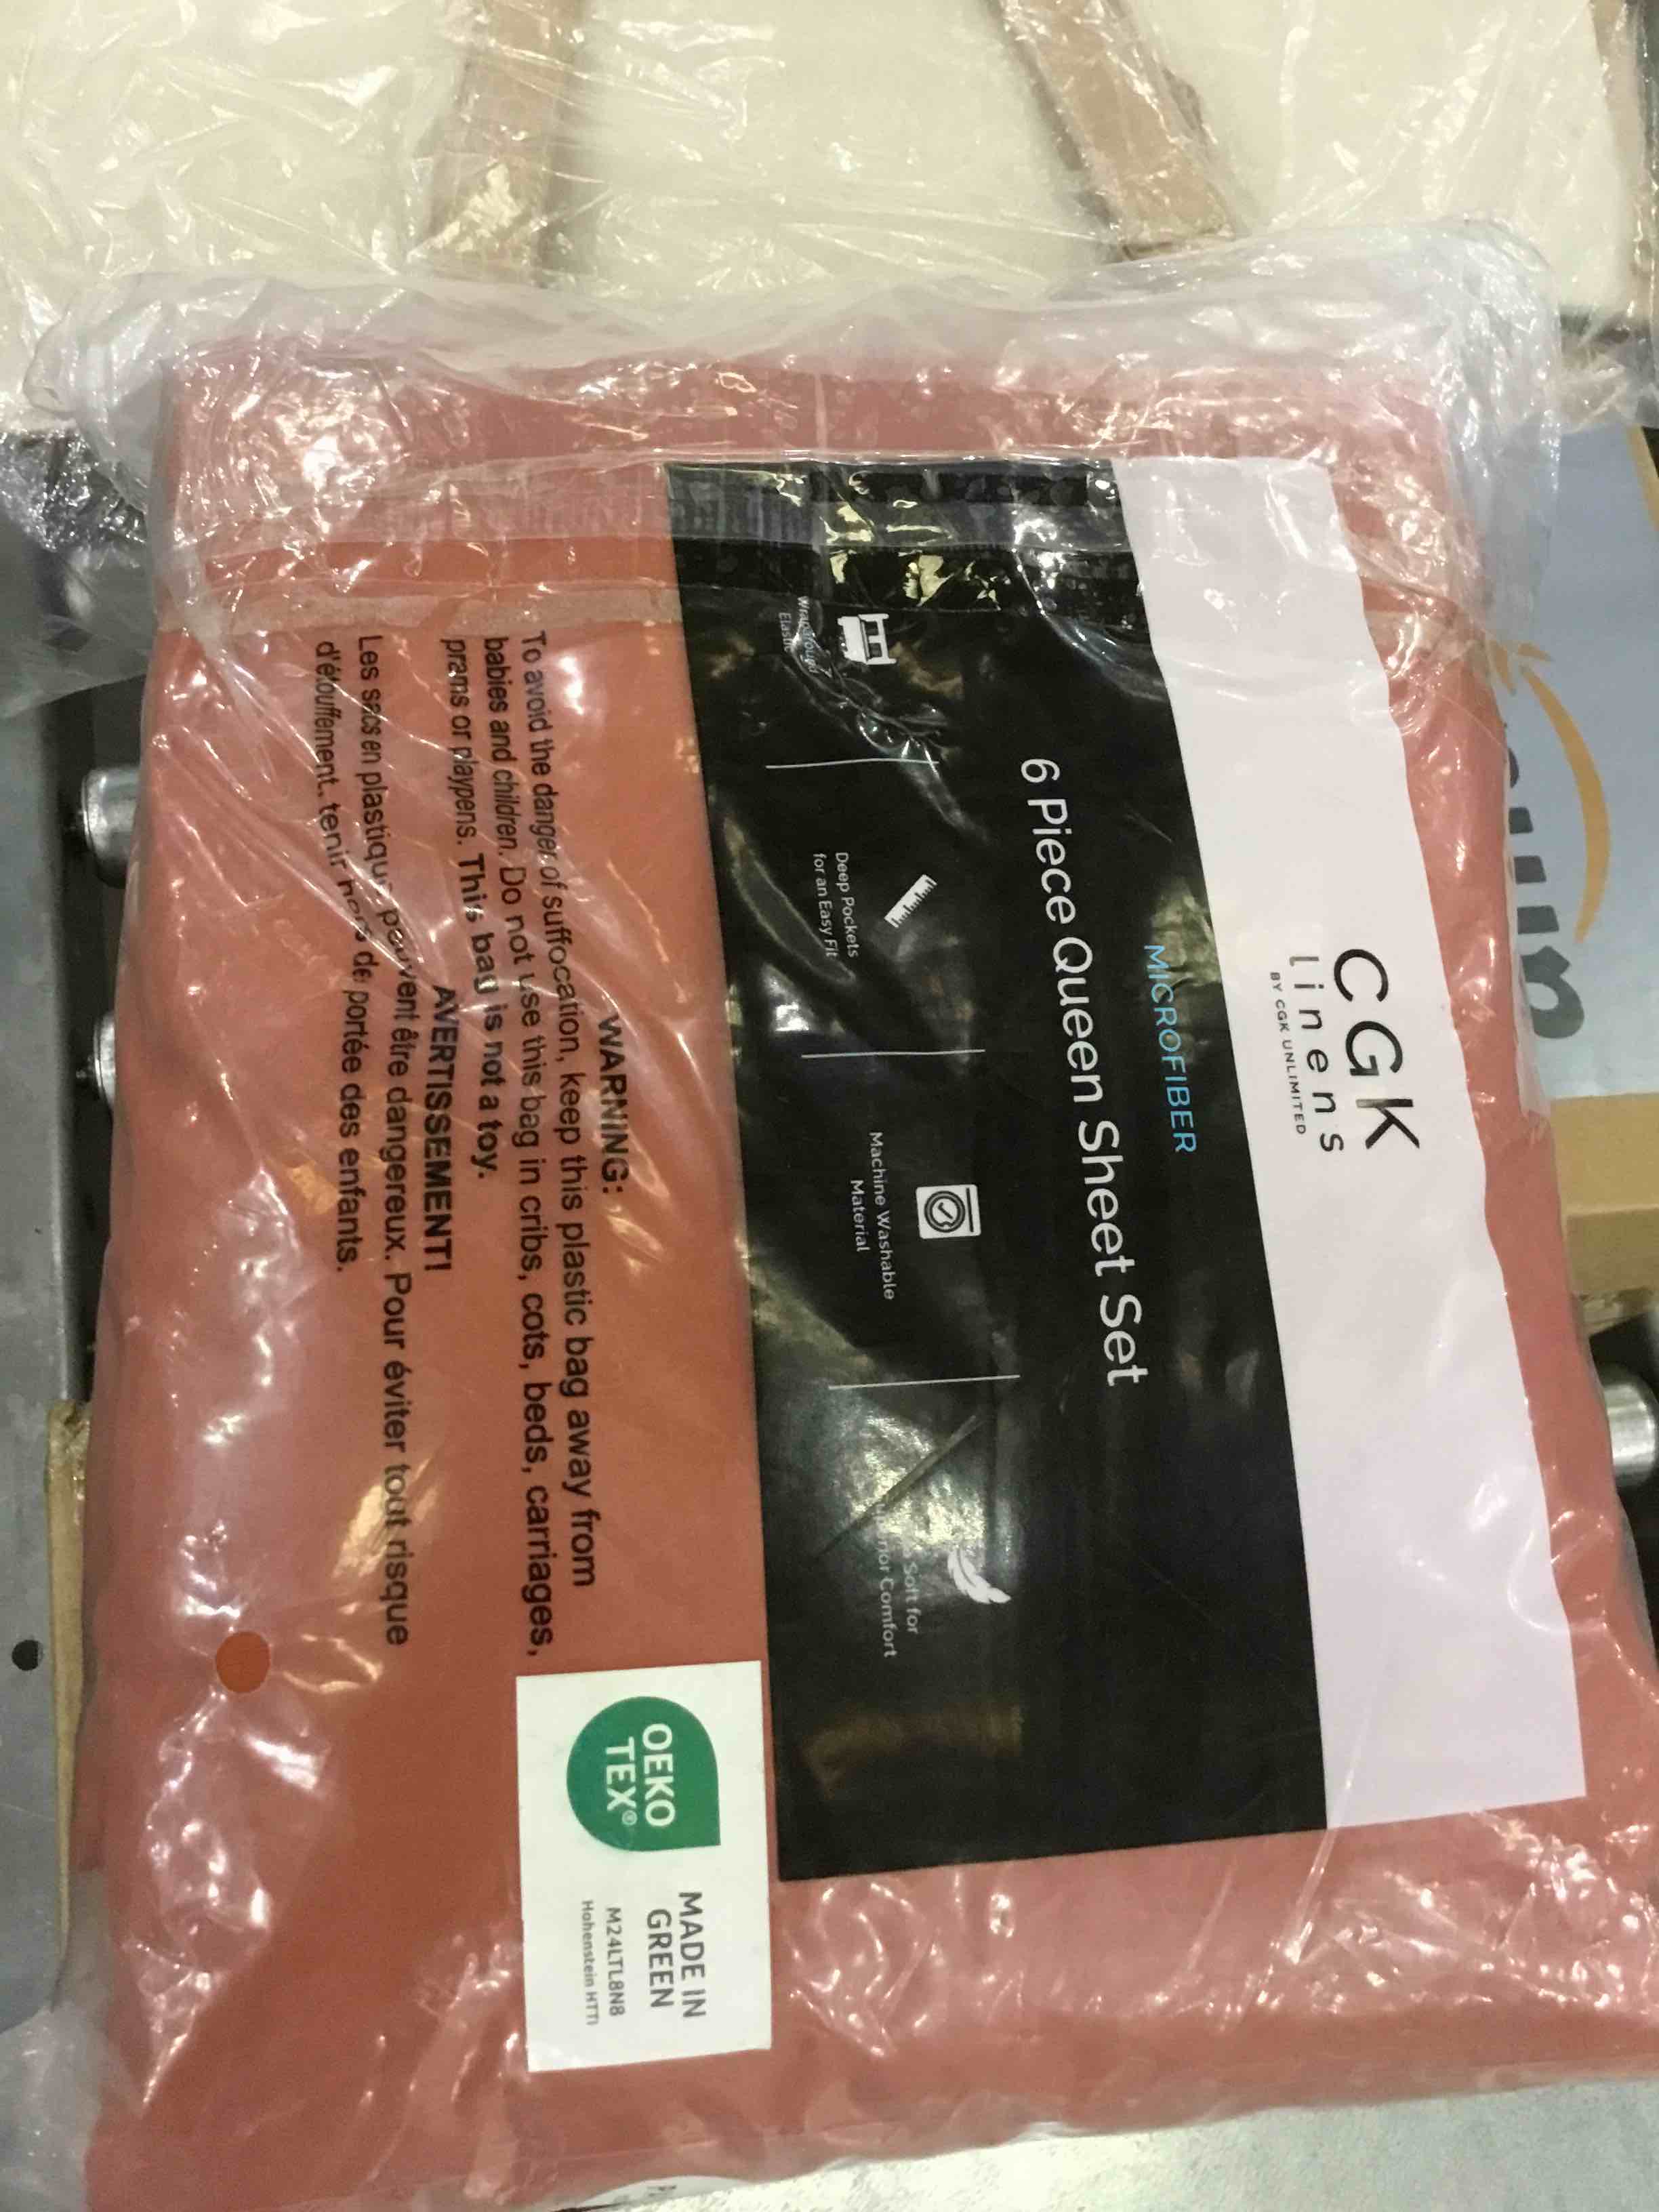 CGK
linens
BY CGK UNLIMITED
MICROFIBER
6 Piece Queen Sheet Set
Wraparound
Elastic
Deep Pockets
for an Easy Fit
Machine Washable
Material
Soft for
Comfort
WARNING:
To avoid the danger of suffocation, keep this plastic bag away from
babies and children. Do not use this bag in cribs, cots, beds, carriages,
prams or playpens. This bag is not a toy.
AVERTISSEMENT!
Les sacs en plastique peuvent être dangereux. Pour éviter tout risque
d'étouffement, tenir hors de portée des enfants.
OEKO
TEX®
MADE IN
GREEN
M24LTL8N8
Hohenstein HTTI